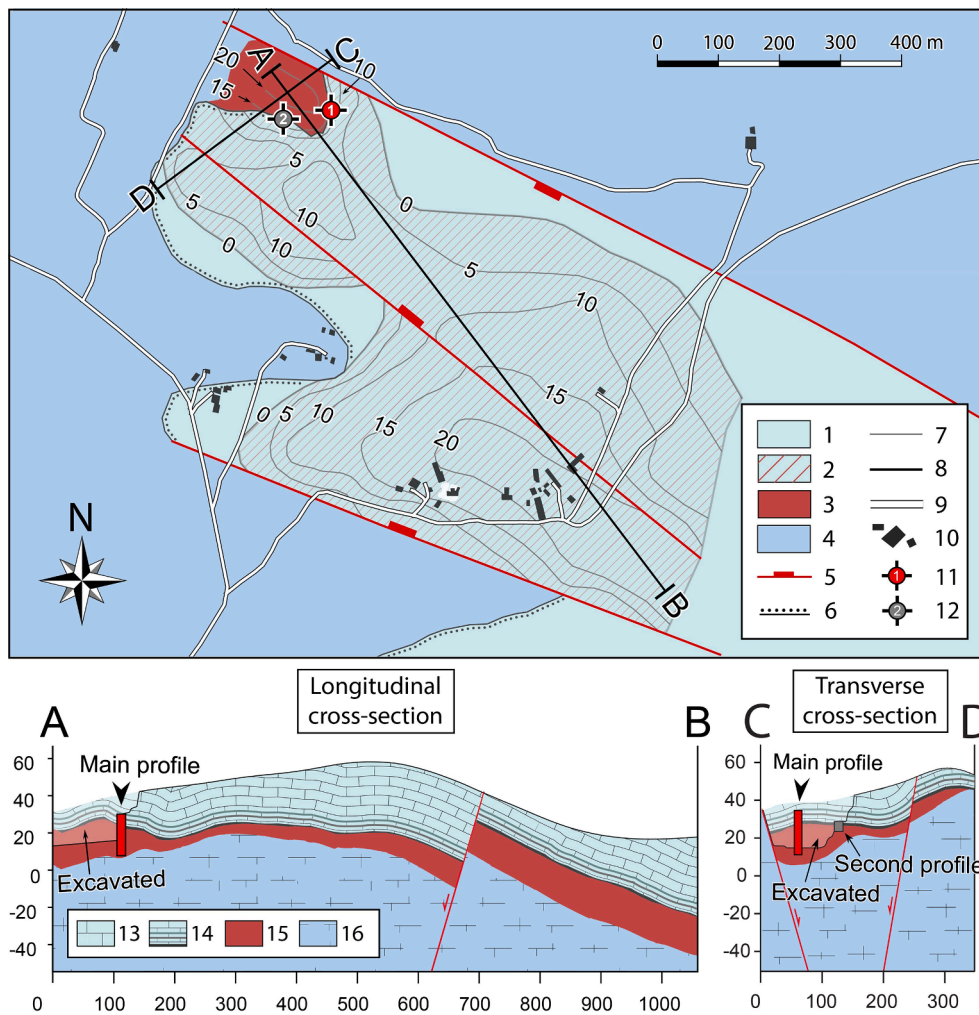 0 100 200 300 400 m
20
A
C
10
15
1
2
D
5
5
10
0
0
10
5
10
15
0 5 10
15
20
N
B
1 7
2 8
3 9
4 10
5 1 11
6 2 12
Longitudinal
cross-section
Transverse
cross-section
A B C D
60
40
20
0
-20
-40
Main profile
Excavated
13 14 15 16
0 100 200 300 400 500 600 700 800 900 1000
60
40
20
0
-20
-40
Main profile
Second profile
Excavated
0 100 200 300